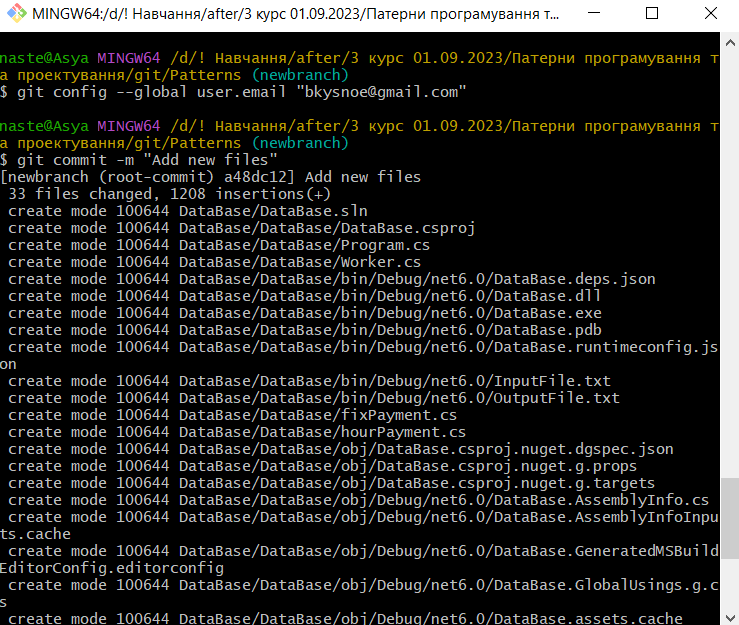 MINGW64:/d/! Навчання/after/3 курс 01.09.2023/Патерни програмування т...
naste@Asya MINGW64 /d/! Навчання/after/3 курс 01.09.2023/Патерни програмування т
а проектування/git/Patterns (newbranch)
$ git config --global user.email "bkysnoe@gmail.com"
naste@Asya MINGW64 /d/! Навчання/after/3 курс 01.09.2023/Патерни програмування т
а проектування/git/Patterns (newbranch)
$ git commit -m "Add new files"
[newbranch (root-commit) a48dc12] Add new files
33 files changed, 1208 insertions(+)
create mode 100644 DataBase/DataBase.sln
create mode 100644 DataBase/DataBase/DataBase.csproj
create mode 100644 DataBase/DataBase/Program.cs
create mode 100644 DataBase/DataBase/Worker.cs
create mode 100644 DataBase/DataBase/bin/Debug/net6.0/DataBase.deps.json
create mode 100644 DataBase/DataBase/bin/Debug/net6.0/DataBase.dll
create mode 100644 DataBase/DataBase/bin/Debug/net6.0/DataBase.exe
create mode 100644 DataBase/DataBase/bin/Debug/net6.0/DataBase.pdb
create mode 100644 DataBase/DataBase/bin/Debug/net6.0/DataBase.runtimeconfig.js
on
create mode 100644 DataBase/DataBase/bin/Debug/net6.0/InputFile.txt
create mode 100644 DataBase/DataBase/bin/Debug/net6.0/OutputFile.txt
create mode 100644 DataBase/DataBase/fixPayment.cs
create mode 100644 DataBase/DataBase/hourPayment.cs
create mode 100644 DataBase/DataBase/obj/DataBase.csproj.nuget.dgspec.json
create mode 100644 DataBase/DataBase/obj/DataBase.csproj.nuget.g.props
create mode 100644 DataBase/DataBase/obj/DataBase.csproj.nuget.g.targets
create mode 100644 DataBase/DataBase/obj/Debug/net6.0/DataBase.AssemblyInfo.cs
create mode 100644 DataBase/DataBase/obj/Debug/net6.0/DataBase.AssemblyInfoInpu
ts.cache
create mode 100644 DataBase/DataBase/obj/Debug/net6.0/DataBase.GeneratedMSBuild
EditorConfig.editorconfig
create mode 100644 DataBase/DataBase/obj/Debug/net6.0/DataBase.GlobalUsings.g.c
s
create mode 100644 DataBase/DataBase/obj/Debug/net6.0/DataBase.assets.cache